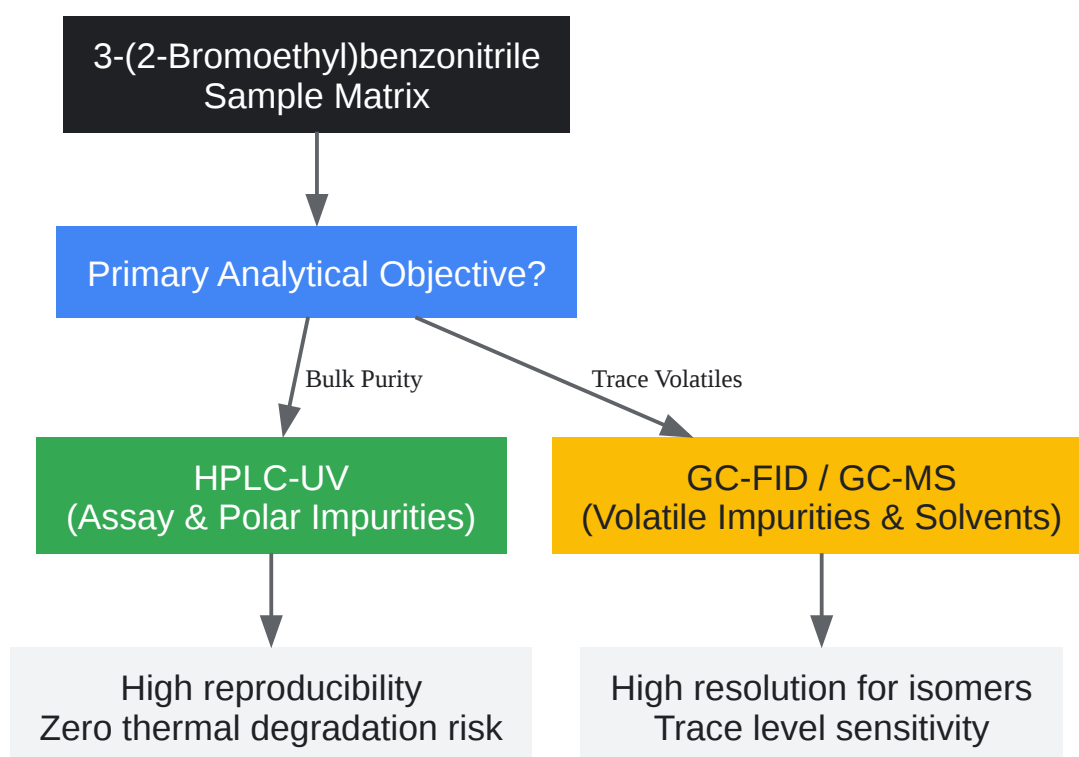 3-(2-Bromoethyl)benzonitrile
Sample Matrix
Primary Analytical Objective?
Bulk Purity
Trace Volatiles
HPLC-UV
(Assay & Polar Impurities)
GC-FID / GC-MS
(Volatile Impurities & Solvents)
High reproducibility
Zero thermal degradation risk
High resolution for isomers
Trace level sensitivity